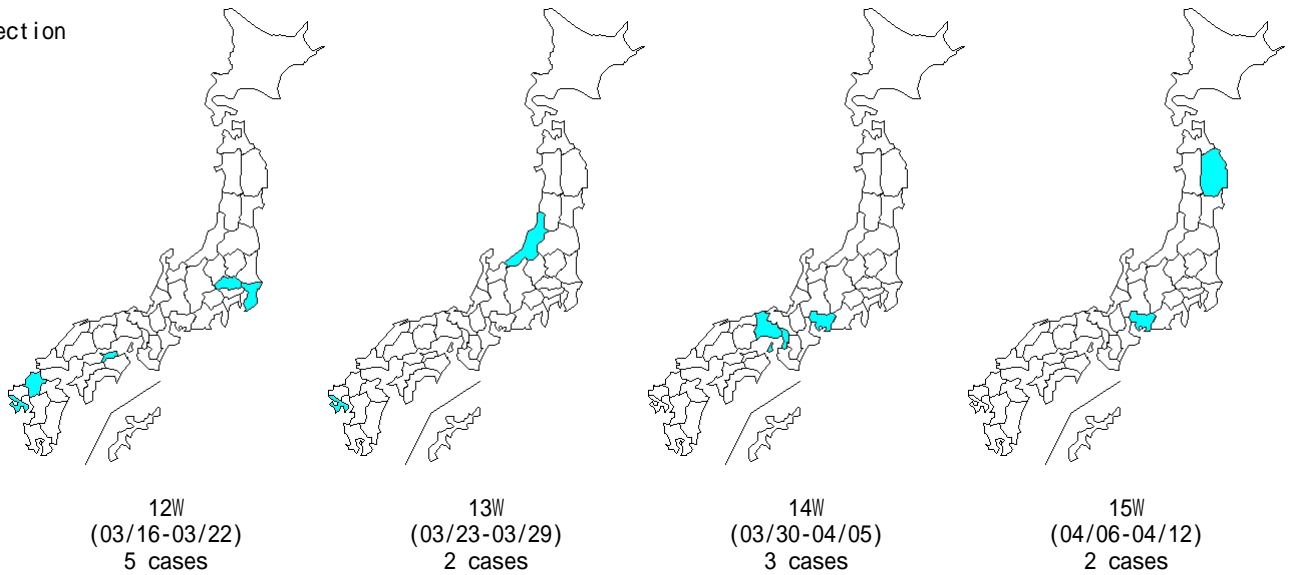 ection
12W
(03/16-03/22)
5 cases
13W
(03/23-03/29)
2 cases
14W
(03/30-04/05)
3 cases
15W
(04/06-04/12)
2 cases